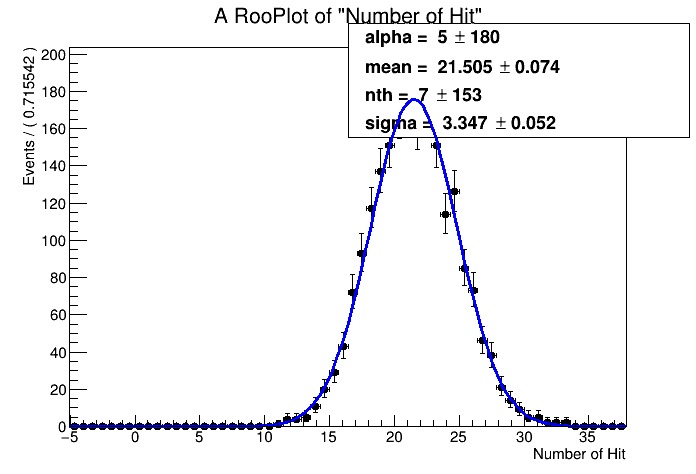 A RooPlot of "Number of Hit"
alpha = 5 ± 180
mean = 21.505 ± 0.074
nth = 7 ± 153
sigma = 3.347 ± 0.052
Events / ( 0.715542 )
200
180
160
140
120
100
80
60
40
20
0
−5 0 5 10 15 20 25 30 35
Number of Hit